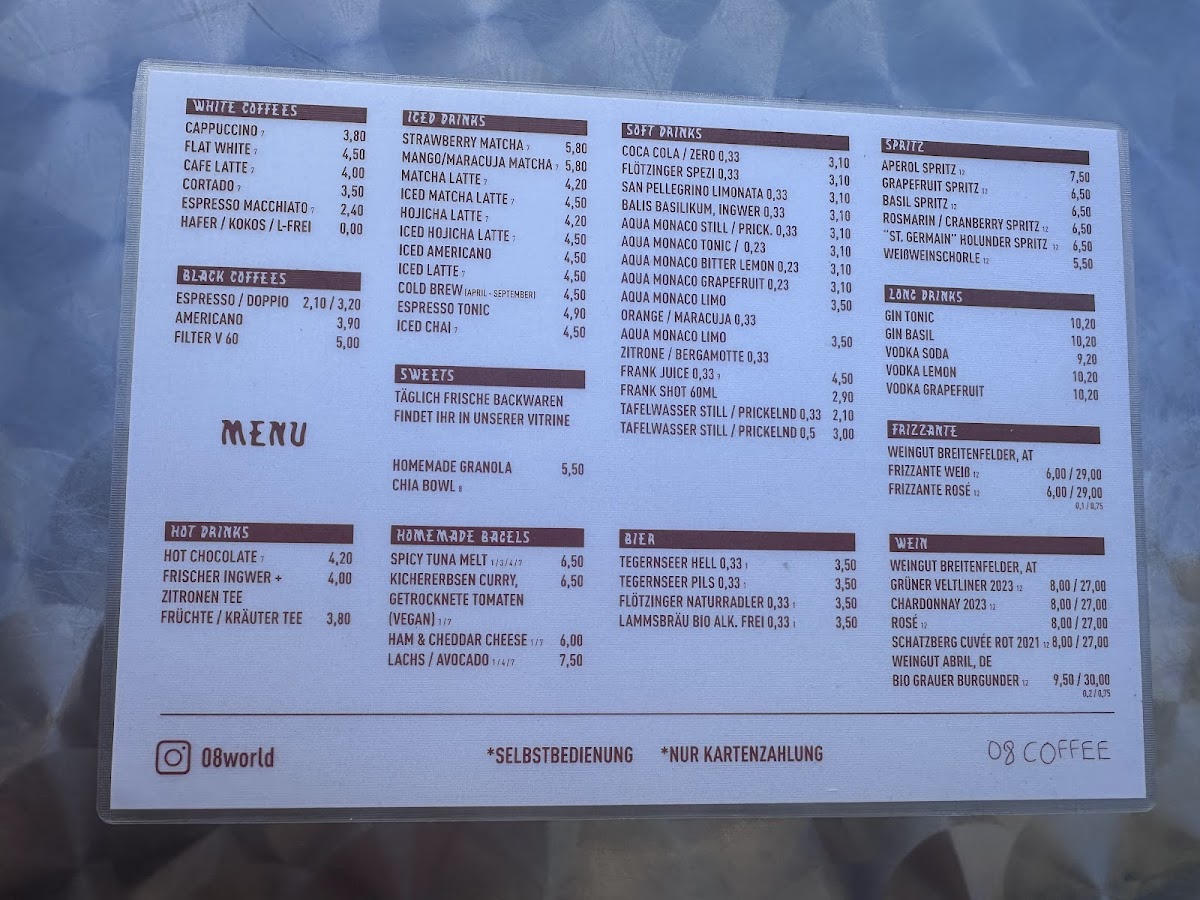 WHITE COFFEES
CAPPUCCINO 7 3,80
FLAT WHITE 7 4,50
CAFE LATTE 7 4,00
CORTADO 7 3,50
ESPRESSO MACCHIATO 7 2,40
HAFER / KOKOS / L-FREI 0,00
BLACK COFFEES
ESPRESSO / DOPPIO 2,10 / 3,20
AMERICANO 3,90
FILTER V 60 5,00
MENU
HOT DRINKS
HOT CHOCOLATE 7 4,20
FRISCHER INGWER + 4,00
ZITRONEN TEE
FRÜCHTE / KRÄUTER TEE 3,80
ICED DRINKS
STRAWBERRY MATCHA 7 5,80
MANGO/MARACUJA MATCHA 7 5,80
MATCHA LATTE 7 4,20
ICED MATCHA LATTE 7 4,50
HOJICHA LATTE 7 4,20
ICED HOJICHA LATTE 7 4,50
ICED AMERICANO 4,50
ICED LATTE 7 4,50
COLD BREW (APRIL - SEPTEMBER) 4,50
ESPRESSO TONIC 4,90
ICED CHAI 7 4,50
SWEETS
TÄGLICH FRISCHE BACKWAREN
FINDET IHR IN UNSERER VITRINE
HOMEMADE GRANOLA 5,50
CHIA BOWL 8
HOMEMADE BAGELS
SPICY TUNA MELT 1/3/4/7 6,50
KICHERERBSEN CURRY, 6,50
GETROCKNETE TOMATEN
(VEGAN) 1/7
HAM & CHEDDAR CHEESE 1/7 6,00
LACHS / AVOCADO 1/4/7 7,50
SOFT DRINKS
COCA COLA / ZERO 0,33 3,10
FLÖTZINGER SPEZI 0,33 3,10
SAN PELLEGRINO LIMONATA 0,33 3,10
BALIS BASILIKUM, INGWER 0,33 3,10
AQUA MONACO STILL / PRICK. 0,33 3,10
AQUA MONACO TONIC / 0,23 3,10
AQUA MONACO BITTER LEMON 0,23 3,10
AQUA MONACO GRAPEFRUIT 0,23 3,10
AQUA MONACO LIMO 3,50
ORANGE / MARACUJA 0,33
AQUA MONACO LIMO 3,50
ZITRONE / BERGAMOTTE 0,33
FRANK JUICE 0,33 3 4,50
FRANK SHOT 60ML 2,90
TAFELWASSER STILL / PRICKELND 0,33 2,10
TAFELWASSER STILL / PRICKELND 0,5 3,00
BIER
TEGERNSEER HELL 0,33 1 3,50
TEGERNSEER PILS 0,33 1 3,50
FLÖTZINGER NATURRADLER 0,33 1 3,50
LAMMSBRÄU BIO ALK. FREI 0,33 1 3,50
SPRITZ
APEROL SPRITZ 12 7,50
GRAPEFRUIT SPRITZ 12 6,50
BASIL SPRITZ 12 6,50
ROSMARIN / CRANBERRY SPRITZ 12 6,50
"ST. GERMAIN" HOLUNDER SPRITZ 12 6,50
WEIßWEINSCHORLE 12 5,50
LONG DRINKS
GIN TONIC 10,20
GIN BASIL 10,20
VODKA SODA 9,20
VODKA LEMON 10,20
VODKA GRAPEFRUIT 10,20
FRIZZANTE
WEINGUT BREITENFELDER, AT
FRIZZANTE WEIß 12 6,00 / 29,00
FRIZZANTE ROSÉ 12 6,00 / 29,00
0,1 / 0,75
WEIN
WEINGUT BREITENFELDER, AT
GRÜNER VELTLINER 2023 12 8,00 / 27,00
CHARDONNAY 2023 12 8,00 / 27,00
ROSÉ 12 8,00 / 27,00
SCHATZBERG CUVÉE ROT 2021 12 8,00 / 27,00
WEINGUT ABRIL, DE
BIO GRAUER BURGUNDER 12 9,50 / 30,00
0,2 / 0,75
08world
*SELBSTBEDIENUNG *NUR KARTENZAHLUNG
08 COFFEE